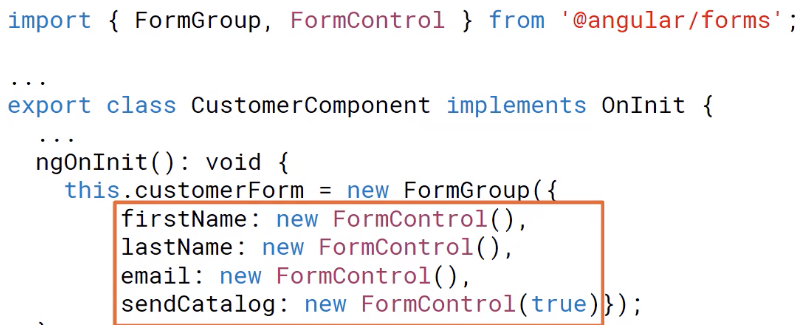 import { FormGroup, FormControl } from '@angular/forms';
...
export class CustomerComponent implements OnInit {
...
ngOnInit(): void {
this.customerForm = new FormGroup({
firstName: new FormControl(),
lastName: new FormControl(),
email: new FormControl(),
sendCatalog: new FormControl(true)});